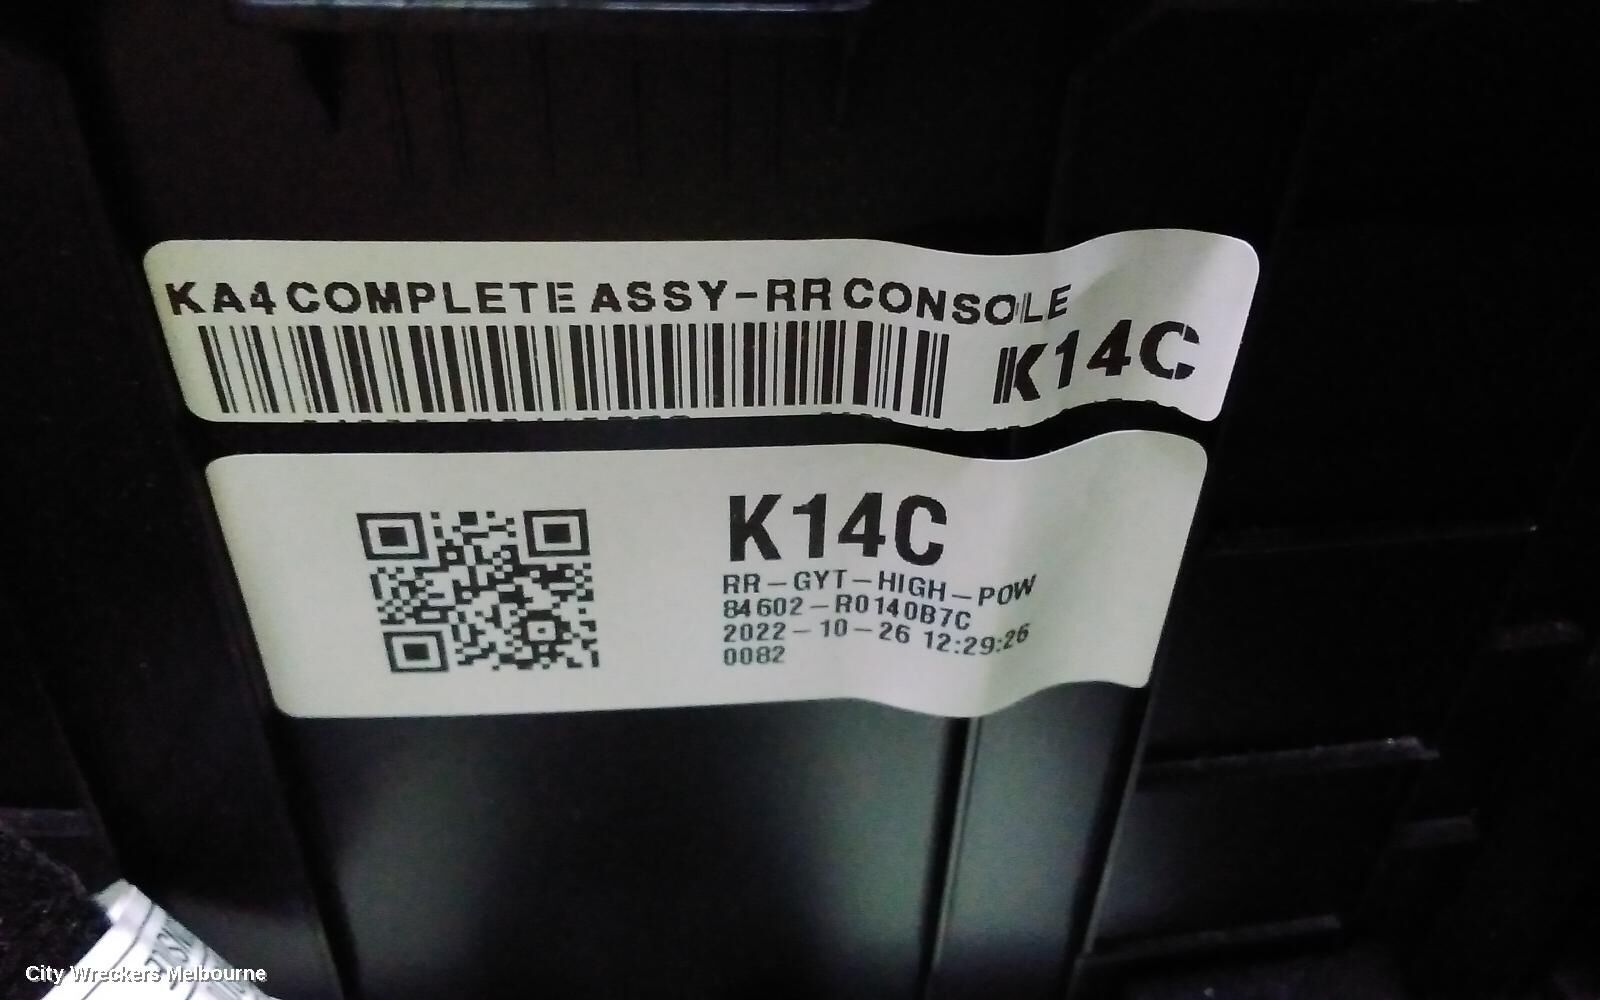 KA4 COMPLETE ASSY-RR CONSOLE
K14C
K14C
RR-GYT-HIGH-POW
84602-R0140B7C
2022-10-26 12:29:26
0082
City Wreckers Melbourne